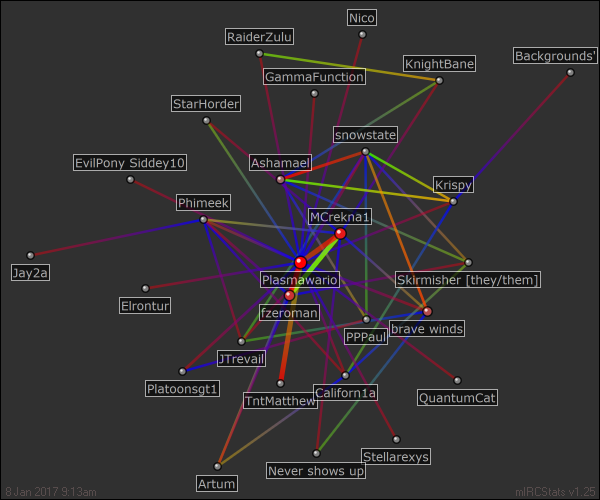 Nico
RaiderZulu
Backgrounds'
KnightBane
GammaFunction
StarHorder
snowstate
Ashamael
EvilPony Siddey10
Krispy
Phimeek
MCrekna1
Jay2a
Plasmawario
Skirmisher [they/them]
Elrontur
fzeroman
brave winds
PPPaul
JTrevail
Platoonsgt1
Californ1a
TntMatthew
QuantumCat
Stellarexys
Never shows up
Artum
8 Jan 2017 9:13am
mIRCStats v1.25